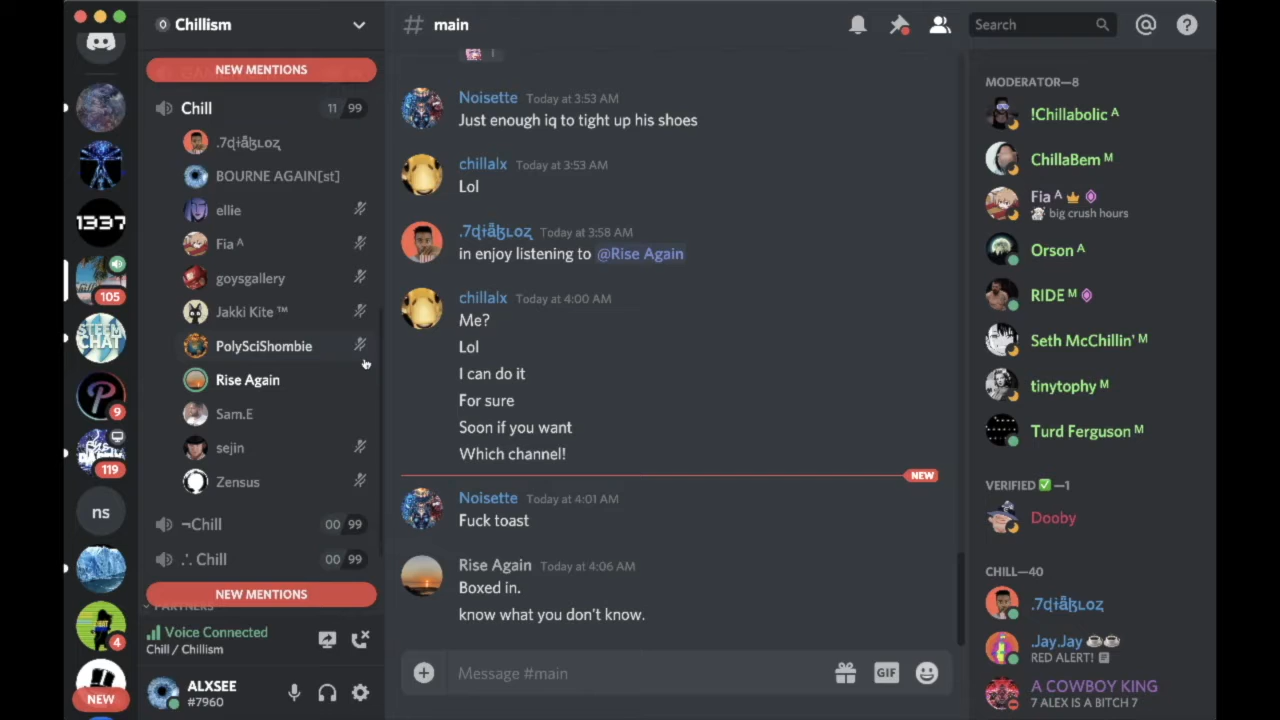 Chillism
NEW MENTIONS
Chill
11 99
.7ɖɨǻɮʟoȥ
BOURNE AGAIN[st]
ellie
Fia ᴬ
goysgallery
Jakki Kite ™
PolySciShombie
Rise Again
Sam.E
sejin
Zensus
¬Chill
00 99
∴ Chill
00 99
NEW MENTIONS
Voice Connected
Chill / Chillism
ALXSEE
#7960
1337
105
STEEM
CHAT
9
119
ns
4
NEW
# main
1
Noisette Today at 3:53 AM
Just enough iq to tight up his shoes
chillalx Today at 3:53 AM
Lol
.7ɖɨǻɮʟoȥ Today at 3:58 AM
in enjoy listening to @Rise Again
chillalx Today at 4:00 AM
Me?
Lol
I can do it
For sure
Soon if you want
Which channel!
NEW
Noisette Today at 4:01 AM
Fuck toast
Rise Again Today at 4:06 AM
Boxed in.
know what you don't know.
Message #main
GIF
Search
MODERATOR—8
!Chillabolic ᴬ
ChillaBem ᴹ
Fia ᴬ
big crush hours
Orson ᴬ
RIDE ᴹ
Seth McChillin' ᴹ
tinytophy ᴹ
Turd Ferguson ᴹ
VERIFIED ✅—1
Dooby
CHILL—40
.7ɖɨǻɮʟoȥ
.Jay.Jay ☕☕
RED ALERT!
A COWBOY KING
7 ALEX IS A BITCH 7